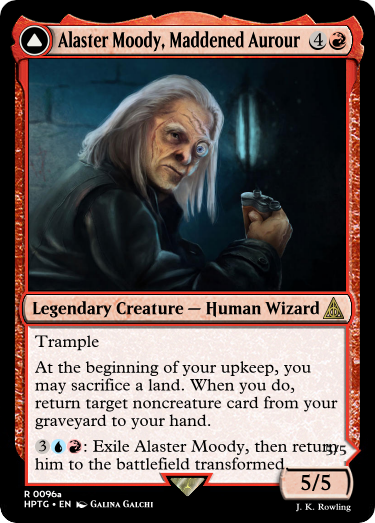 Alaster Moody, Maddened Aurour 4
Legendary Creature — Human Wizard
Trample
At the beginning of your upkeep, you
may sacrifice a land. When you do,
return target noncreature card from your
graveyard to your hand.
3: Exile Alaster Moody, then return
him to the battlefield transformed.
5/5
R 0096a
HPTG • EN GALINA GALCHI
J. K. Rowling